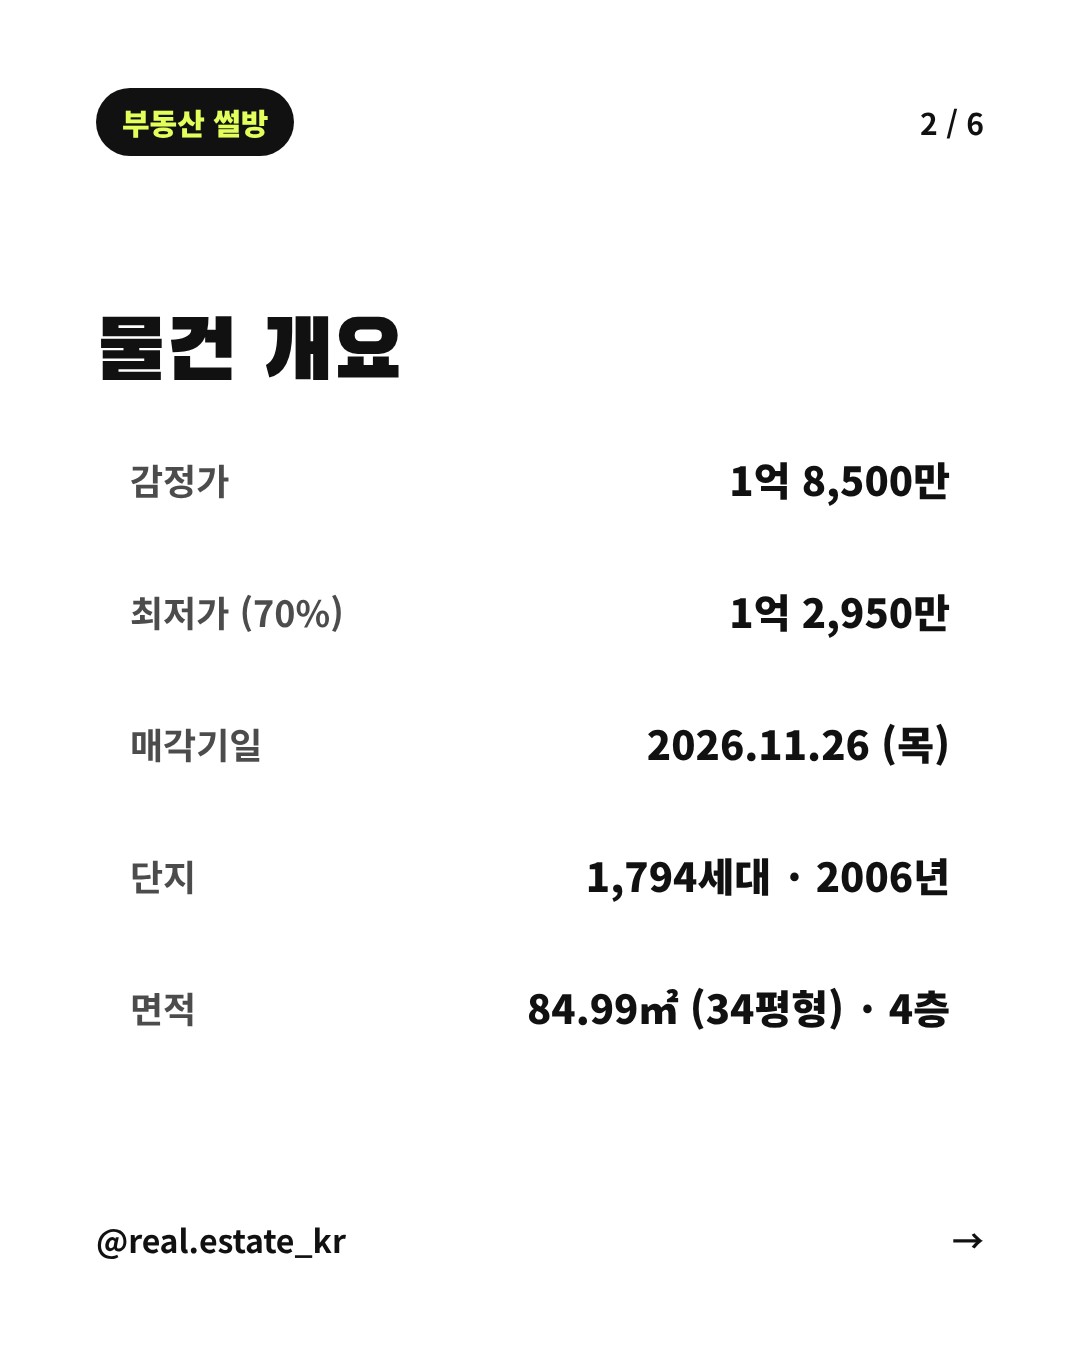 부동산 썰방
2 / 6
물건 개요
감정가 1억 8,500만
최저가 (70%) 1억 2,950만
매각기일 2026.11.26 (목)
단지 1,794세대 · 2006년
면적 84.99㎡ (34평형) · 4층
@real.estate_kr →